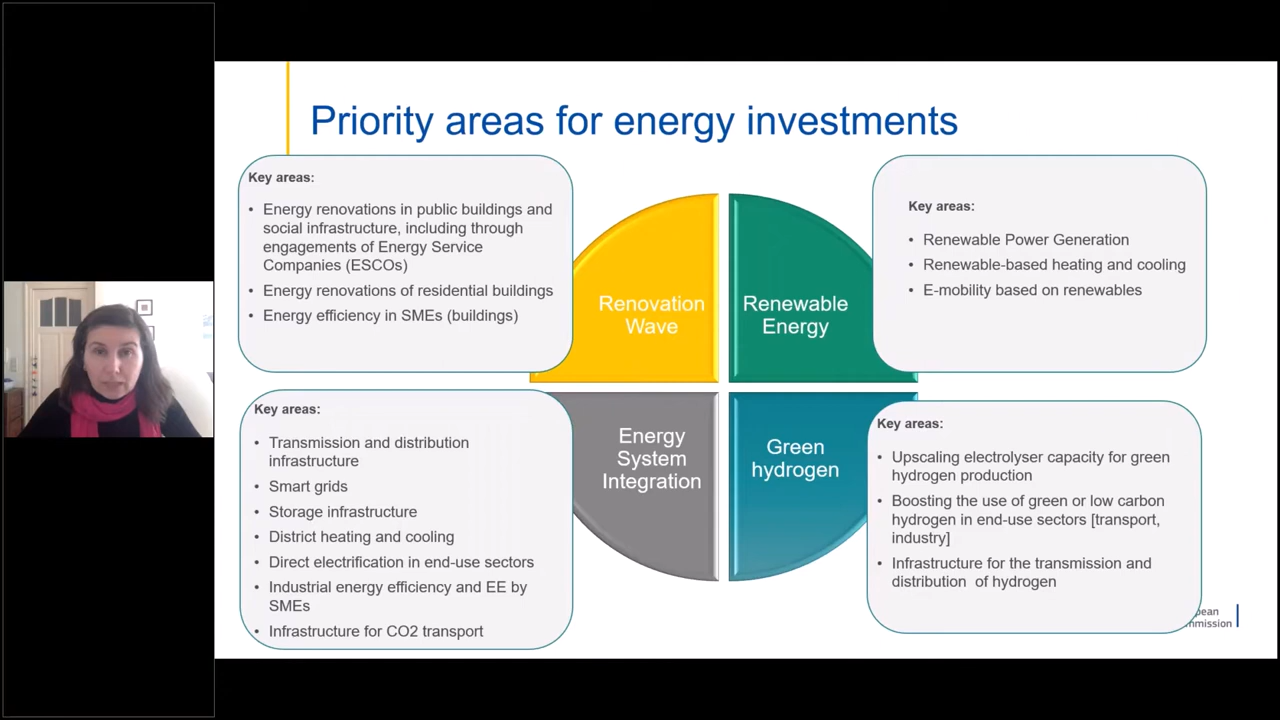 Priority areas for energy investments
Key areas:
• Energy renovations in public buildings and
social infrastructure, including through
engagements of Energy Service
Companies (ESCOs)
• Energy renovations of residential buildings
• Energy efficiency in SMEs (buildings)
Renovation
Wave
Renewable
Energy
Key areas:
• Renewable Power Generation
• Renewable-based heating and cooling
• E-mobility based on renewables
Key areas:
• Transmission and distribution
infrastructure
• Smart grids
• Storage infrastructure
• District heating and cooling
• Direct electrification in end-use sectors
• Industrial energy efficiency and EE by
SMEs
• Infrastructure for CO2 transport
Energy
System
Integration
Green
hydrogen
Key areas:
• Upscaling electrolyser capacity for green
hydrogen production
• Boosting the use of green or low carbon
hydrogen in end-use sectors [transport,
industry]
• Infrastructure for the transmission and
distribution  of hydrogen
pean
mmission